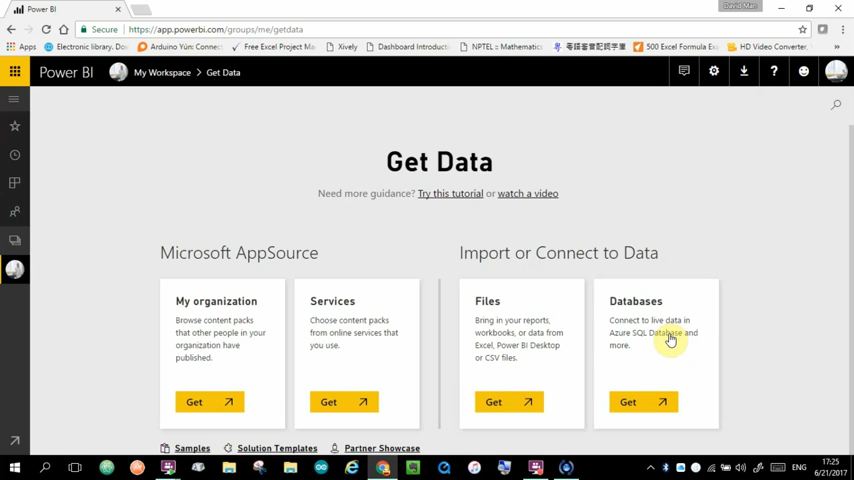 David Man
Power BI
Secure | https://app.powerbi.com/groups/me/getdata
Apps Electronic library. Dow Arduino Yún: Connect Free Excel Project Ma Xively Dashboard Introducti NPTEL :: Mathematics 500 Excel Formula Exa HD Video Converter,
Power BI My Workspace > Get Data
Get Data
Need more guidance? Try this tutorial or watch a video
Microsoft AppSource
Import or Connect to Data
My organization
Browse content packs
that other people in your
organization have
published.
Get
Services
Choose content packs
from online services that
you use.
Get
Files
Bring in your reports,
workbooks, or data from
Excel, Power BI Desktop
or CSV files.
Get
Databases
Connect to live data in
Azure SQL Database and
more.
Get
Samples Solution Templates Partner Showcase
ENG
17:25
6/21/2017